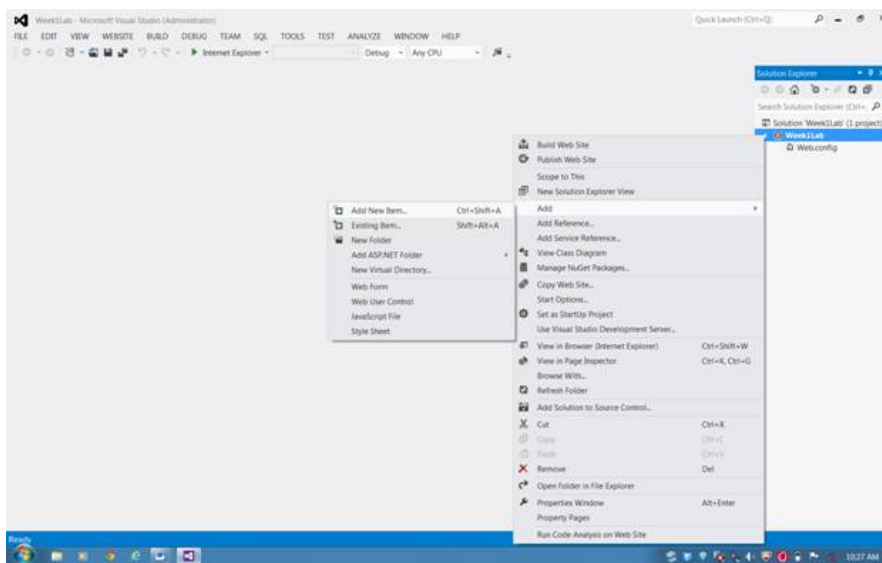 Week1Lab - Microsoft Visual Studio (Administrator)
Quick Launch (Ctrl+Q)
FILE EDIT VIEW WEBSITE BUILD DEBUG TEAM SQL TOOLS TEST ANALYZE WINDOW HELP
Internet Explorer Debug Any CPU
Solution Explorer
Search Solution Explorer (Ctrl+;
Solution 'Week1Lab' (1 project)
Week1Lab
Web.config
Build Web Site
Publish Web Site
Scope to This
New Solution Explorer View
Add
Add Reference...
Add Service Reference...
View Class Diagram
Manage NuGet Packages...
Copy Web Site...
Start Options...
Set as StartUp Project
Use Visual Studio Development Server...
View in Browser (Internet Explorer) Ctrl+Shift+W
View in Page Inspector Ctrl+K, Ctrl+G
Browse With...
Refresh Folder
Add Solution to Source Control...
Cut Ctrl+X
Copy Ctrl+C
Paste Ctrl+V
Remove Del
Open Folder in File Explorer
Properties Window Alt+Enter
Property Pages
Run Code Analysis on Web Site
Add New Item... Ctrl+Shift+A
Existing Item... Shift+Alt+A
New Folder
Add ASP.NET Folder
New Virtual Directory...
Web Form
Web User Control
JavaScript File
Style Sheet
Ready
10:27 AM